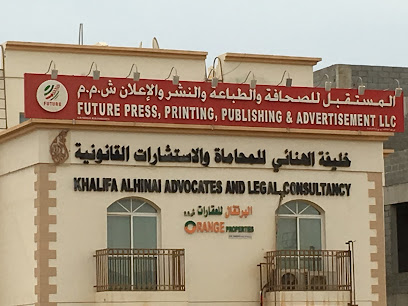 المستقبل للصحافة والطباعة والنشر والإعلان ش.م.م
FUTURE
FUTURE PRESS, PRINTING, PUBLISHING & ADVERTISEMENT LLC
خليفة الهنائي للمحاماة والاستشارات القانونية
KHALIFA ALHINAI ADVOCATES AND LEGAL CONSULTANCY
البرتقال للعقارات
ORANGE PROPERTIES